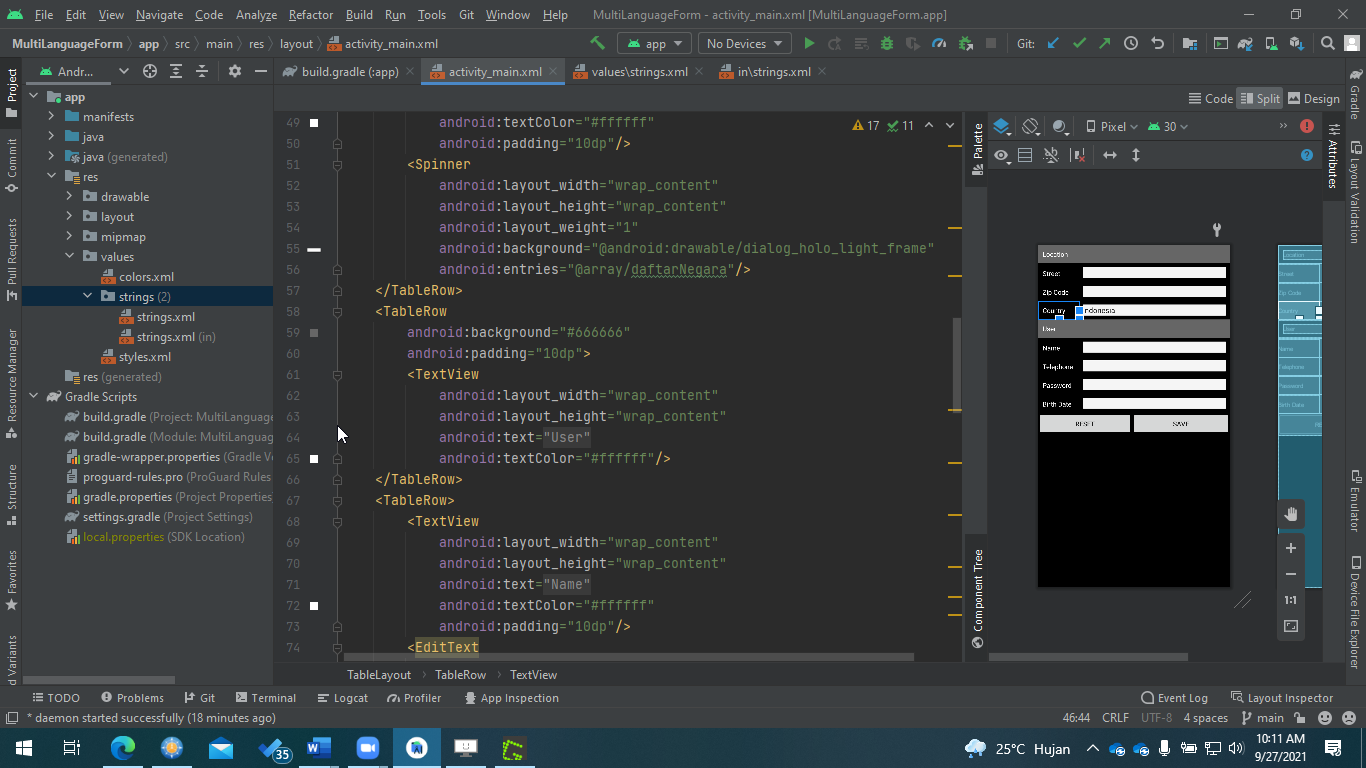 File Edit View Navigate Code Analyze Refactor Build Run Tools Git Window Help MultiLanguageForm - activity_main.xml [MultiLanguageForm.app]
MultiLanguageForm app src main res layout activity_main.xml app No Devices Git:
Andr... build.gradle (:app) activity_main.xml values\strings.xml in\strings.xml
Code Split Design
Project
Commit
Pull Requests
Resource Manager
Structure
Favorites
d Variants
app
manifests
java
java (generated)
res
drawable
layout
mipmap
values
colors.xml
strings (2)
strings.xml
strings.xml (in)
styles.xml
res (generated)
Gradle Scripts
build.gradle (Project: MultiLanguage
build.gradle (Module: MultiLanguag
gradle-wrapper.properties (Gradle Ve
proguard-rules.pro (ProGuard Rules
gradle.properties (Project Properties
settings.gradle (Project Settings)
local.properties (SDK Location)
17 11
49 android:textColor="#ffffff"
50 android:padding="10dp"/>
51 <Spinner
52 android:layout_width="wrap_content"
53 android:layout_height="wrap_content"
54 android:layout_weight="1"
55 android:background="@android:drawable/dialog_holo_light_frame"
56 android:entries="@array/daftarNegara"/>
57 </TableRow>
58 <TableRow
59 android:background="#666666"
60 android:padding="10dp">
61 <TextView
62 android:layout_width="wrap_content"
63 android:layout_height="wrap_content"
64 android:text="User"
65 android:textColor="#ffffff"/>
66 </TableRow>
67 <TableRow>
68 <TextView
69 android:layout_width="wrap_content"
70 android:layout_height="wrap_content"
71 android:text="Name"
72 android:textColor="#ffffff"
73 android:padding="10dp"/>
74 <EditText
TableLayout TableRow TextView
Palette
Component Tree
Pixel 30
Location
Street
Zip Code
Country Indonesia
User
Name
Telephone
Password
Birth Date
RESET SAVE
Location
Street
Zip Code
Country
User
Name
Telephone
Password
Birth Date
1:1
Attributes
Gradle
Layout Validation
Emulator
Device File Explorer
TODO Problems Git Terminal Logcat Profiler App Inspection Event Log Layout Inspector
* daemon started successfully (18 minutes ago) 46:44 CRLF UTF-8 4 spaces main
35 25°C Hujan 10:11 AM
9/27/2021